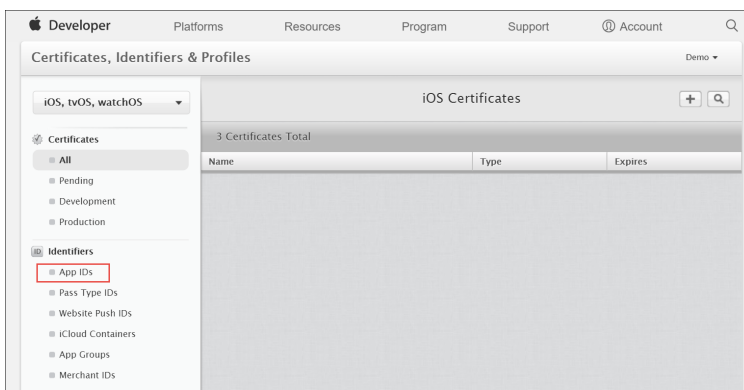 Developer Platforms Resources Program Support Account
Certificates, Identifiers & Profiles Demo
iOS, tvOS, watchOS
iOS Certificates
Certificates
3 Certificates Total
All
Name Type Expires
Pending
Development
Production
ID Identifiers
App IDs
Pass Type IDs
Website Push IDs
iCloud Containers
App Groups
Merchant IDs